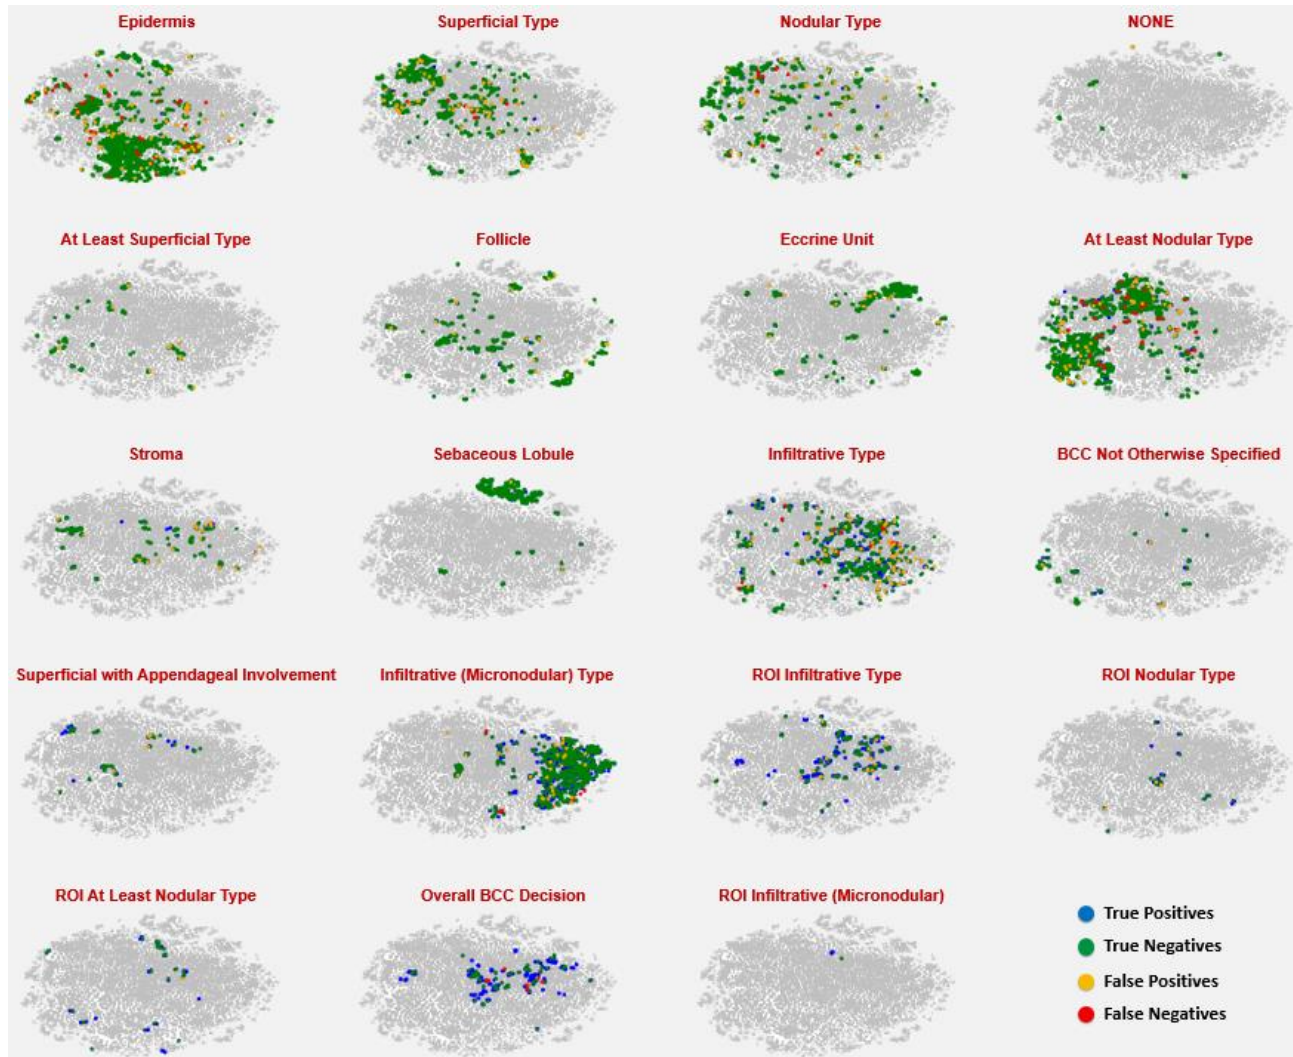 Epidermis
Superficial Type
Nodular Type
NONE
At Least Superficial Type
Follicle
Eccrine Unit
At Least Nodular Type
Stroma
Sebaceous Lobule
Infiltrative Type
BCC Not Otherwise Specified
Superficial with Appendageal Involvement
Infiltrative (Micronodular) Type
ROI Infiltrative Type
ROI Nodular Type
ROI At Least Nodular Type
Overall BCC Decision
ROI Infiltrative (Micronodular)
True Positives
True Negatives
False Positives
False Negatives